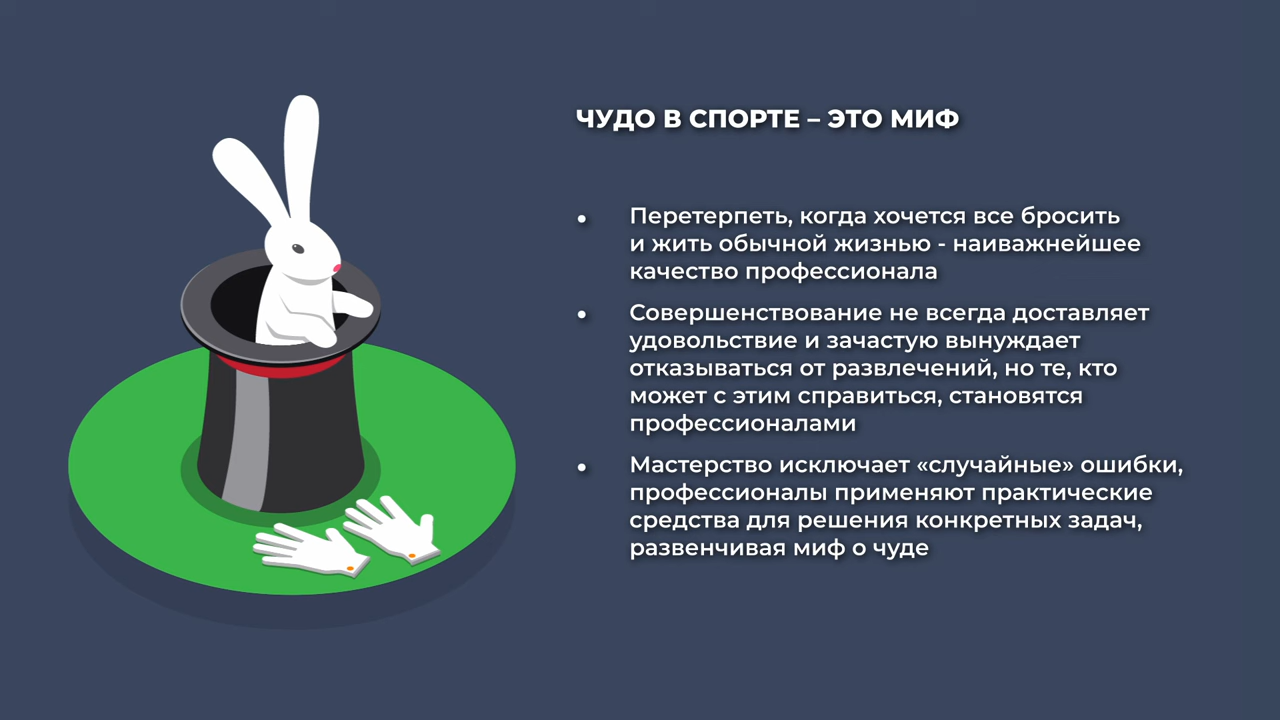 ЧУДО В СПОРТЕ – ЭТО МИФ
• Перетерпеть, когда хочется все бросить
и жить обычной жизнью - наиважнейшее
качество профессионала
• Совершенствование не всегда доставляет
удовольствие и зачастую вынуждает
отказываться от развлечений, но те, кто
может с этим справиться, становятся
профессионалами
• Мастерство исключает «случайные» ошибки,
профессионалы применяют практические
средства для решения конкретных задач,
развенчивая миф о чуде